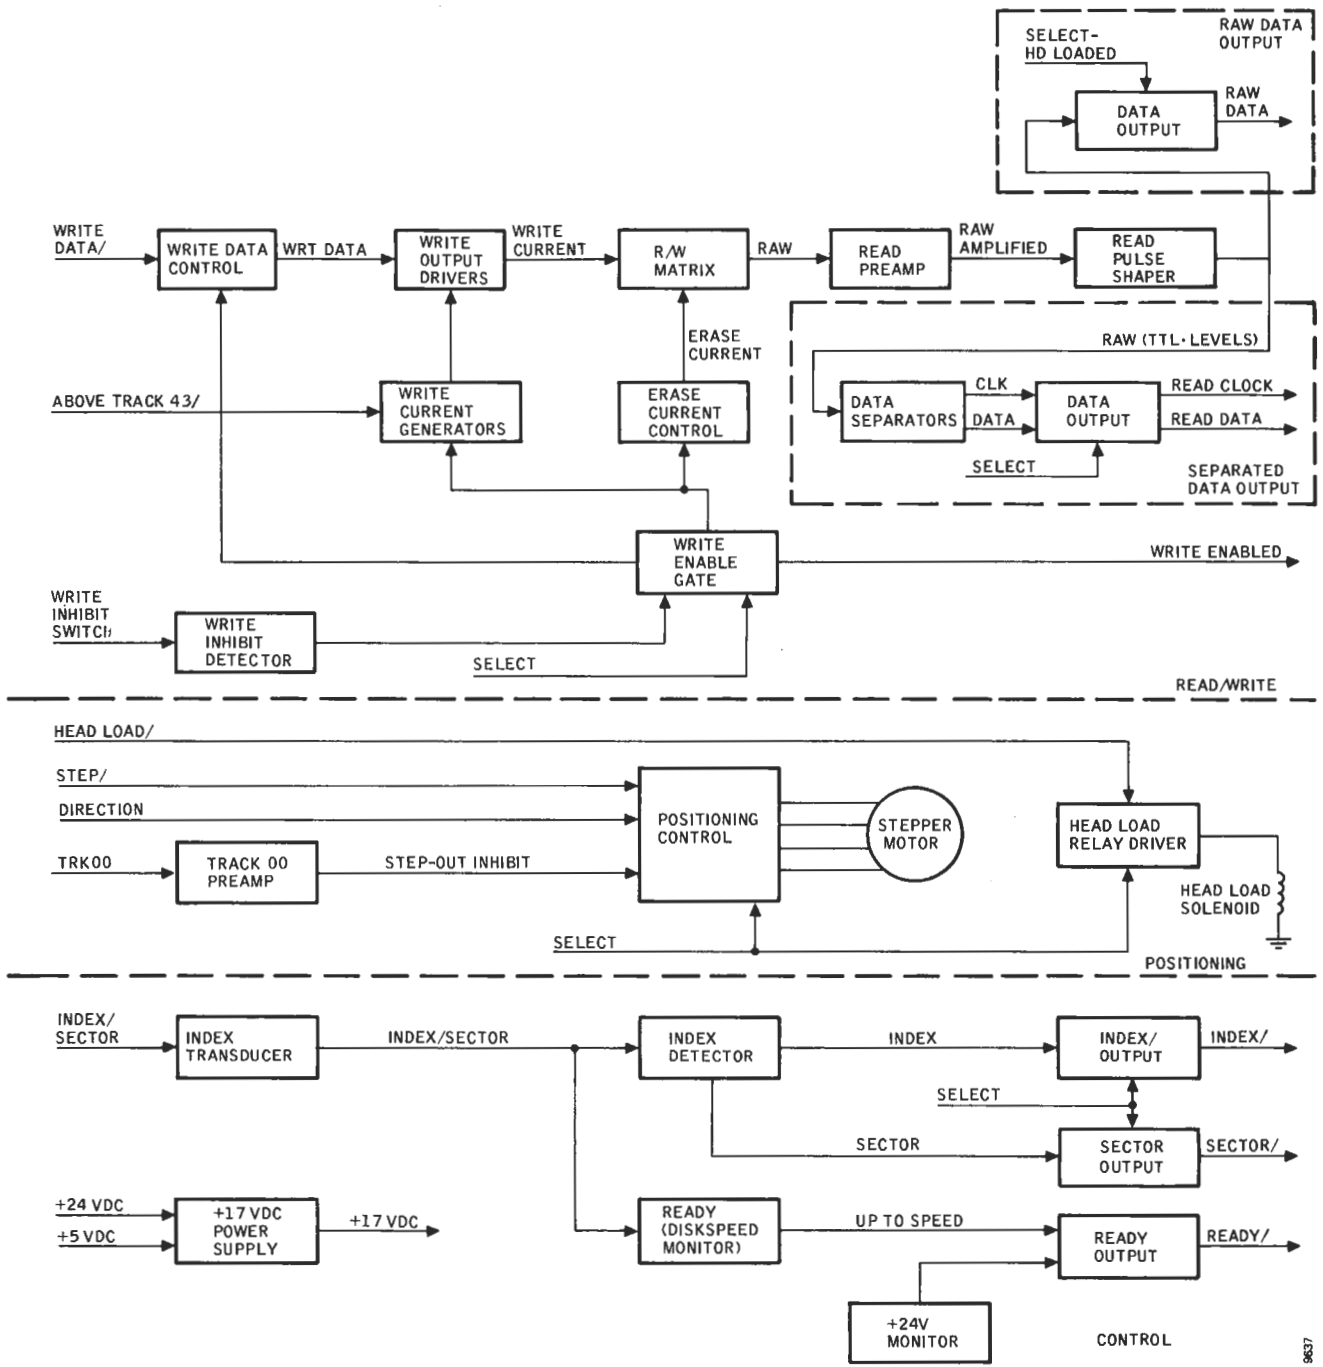 RAW DATA
OUTPUT
SELECT-
HD LOADED
DATA
OUTPUT
RAW
DATA
WRITE
DATA/
WRITE DATA
CONTROL
WRT DATA
WRITE
OUTPUT
DRIVERS
WRITE
CURRENT
R/W
MATRIX
RAW
READ
PREAMP
RAW
AMPLIFIED
READ
PULSE
SHAPER
ERASE
CURRENT
RAW (TTL·LEVELS)
ABOVE TRACK 43/
WRITE
CURRENT
GENERATORS
ERASE
CURRENT
CONTROL
DATA
SEPARATORS
CLK
DATA
DATA
OUTPUT
READ CLOCK
READ DATA
SELECT
SEPARATED
DATA OUTPUT
WRITE
ENABLE
GATE
WRITE ENABLED
WRITE
INHIBIT
SWITCH
WRITE
INHIBIT
DETECTOR
SELECT
READ/WRITE
HEAD LOAD/
STEP/
DIRECTION
TRK00
TRACK 00
PREAMP
STEP-OUT INHIBIT
POSITIONING
CONTROL
STEPPER
MOTOR
HEAD LOAD
RELAY DRIVER
HEAD LOAD
SOLENOID
SELECT
POSITIONING
INDEX/
SECTOR
INDEX
TRANSDUCER
INDEX/SECTOR
INDEX
DETECTOR
INDEX
INDEX/
OUTPUT
INDEX/
SELECT
SECTOR
SECTOR
OUTPUT
SECTOR/
+24 VDC
+5 VDC
+17 VDC
POWER
SUPPLY
+17 VDC
READY
(DISKSPEED
MONITOR)
UP TO SPEED
READY
OUTPUT
READY/
+24V
MONITOR
CONTROL
9637